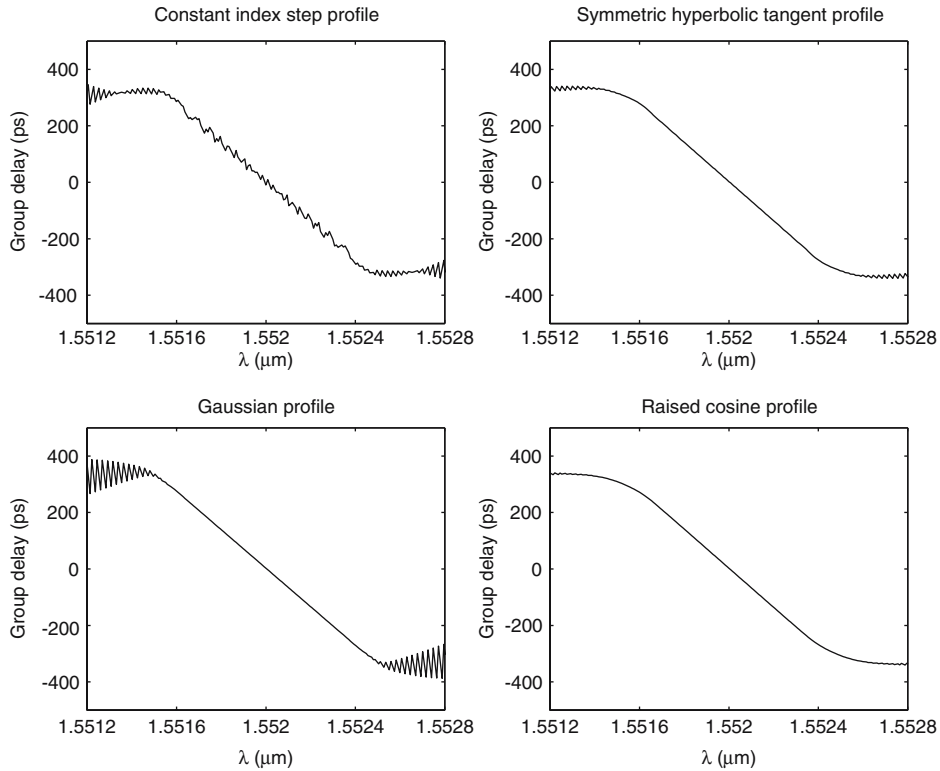 Constant index step profile
Group delay (ps)
400
200
0
-200
-400
1.5512 1.5516 1.552 1.5524 1.5528
λ (μm)
Symmetric hyperbolic tangent profile
Group delay (ps)
400
200
0
-200
-400
1.5512 1.5516 1.552 1.5524 1.5528
λ (μm)
Gaussian profile
Group delay (ps)
400
200
0
-200
-400
1.5512 1.5516 1.552 1.5524 1.5528
λ (μm)
Raised cosine profile
Group delay (ps)
400
200
0
-200
-400
1.5512 1.5516 1.552 1.5524 1.5528
λ (μm)